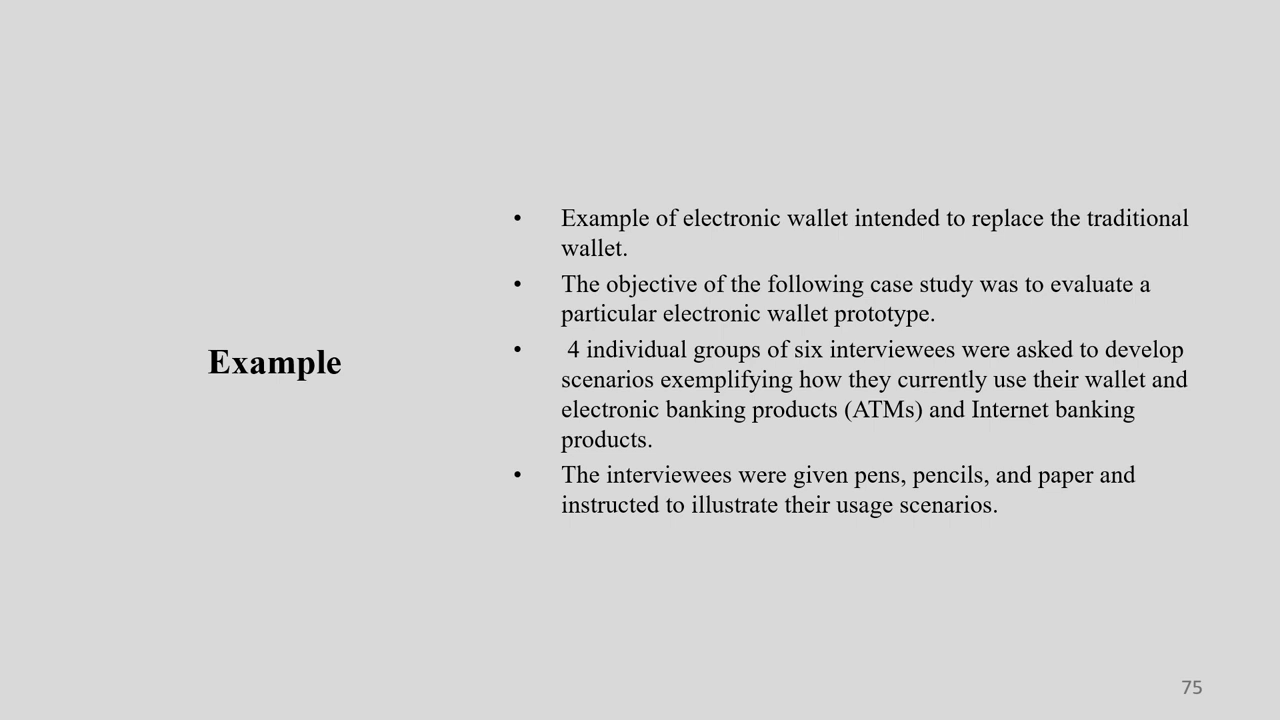 Example
• Example of electronic wallet intended to replace the traditional
wallet.
• The objective of the following case study was to evaluate a
particular electronic wallet prototype.
• 4 individual groups of six interviewees were asked to develop
scenarios exemplifying how they currently use their wallet and
electronic banking products (ATMs) and Internet banking
products.
• The interviewees were given pens, pencils, and paper and
instructed to illustrate their usage scenarios.
75